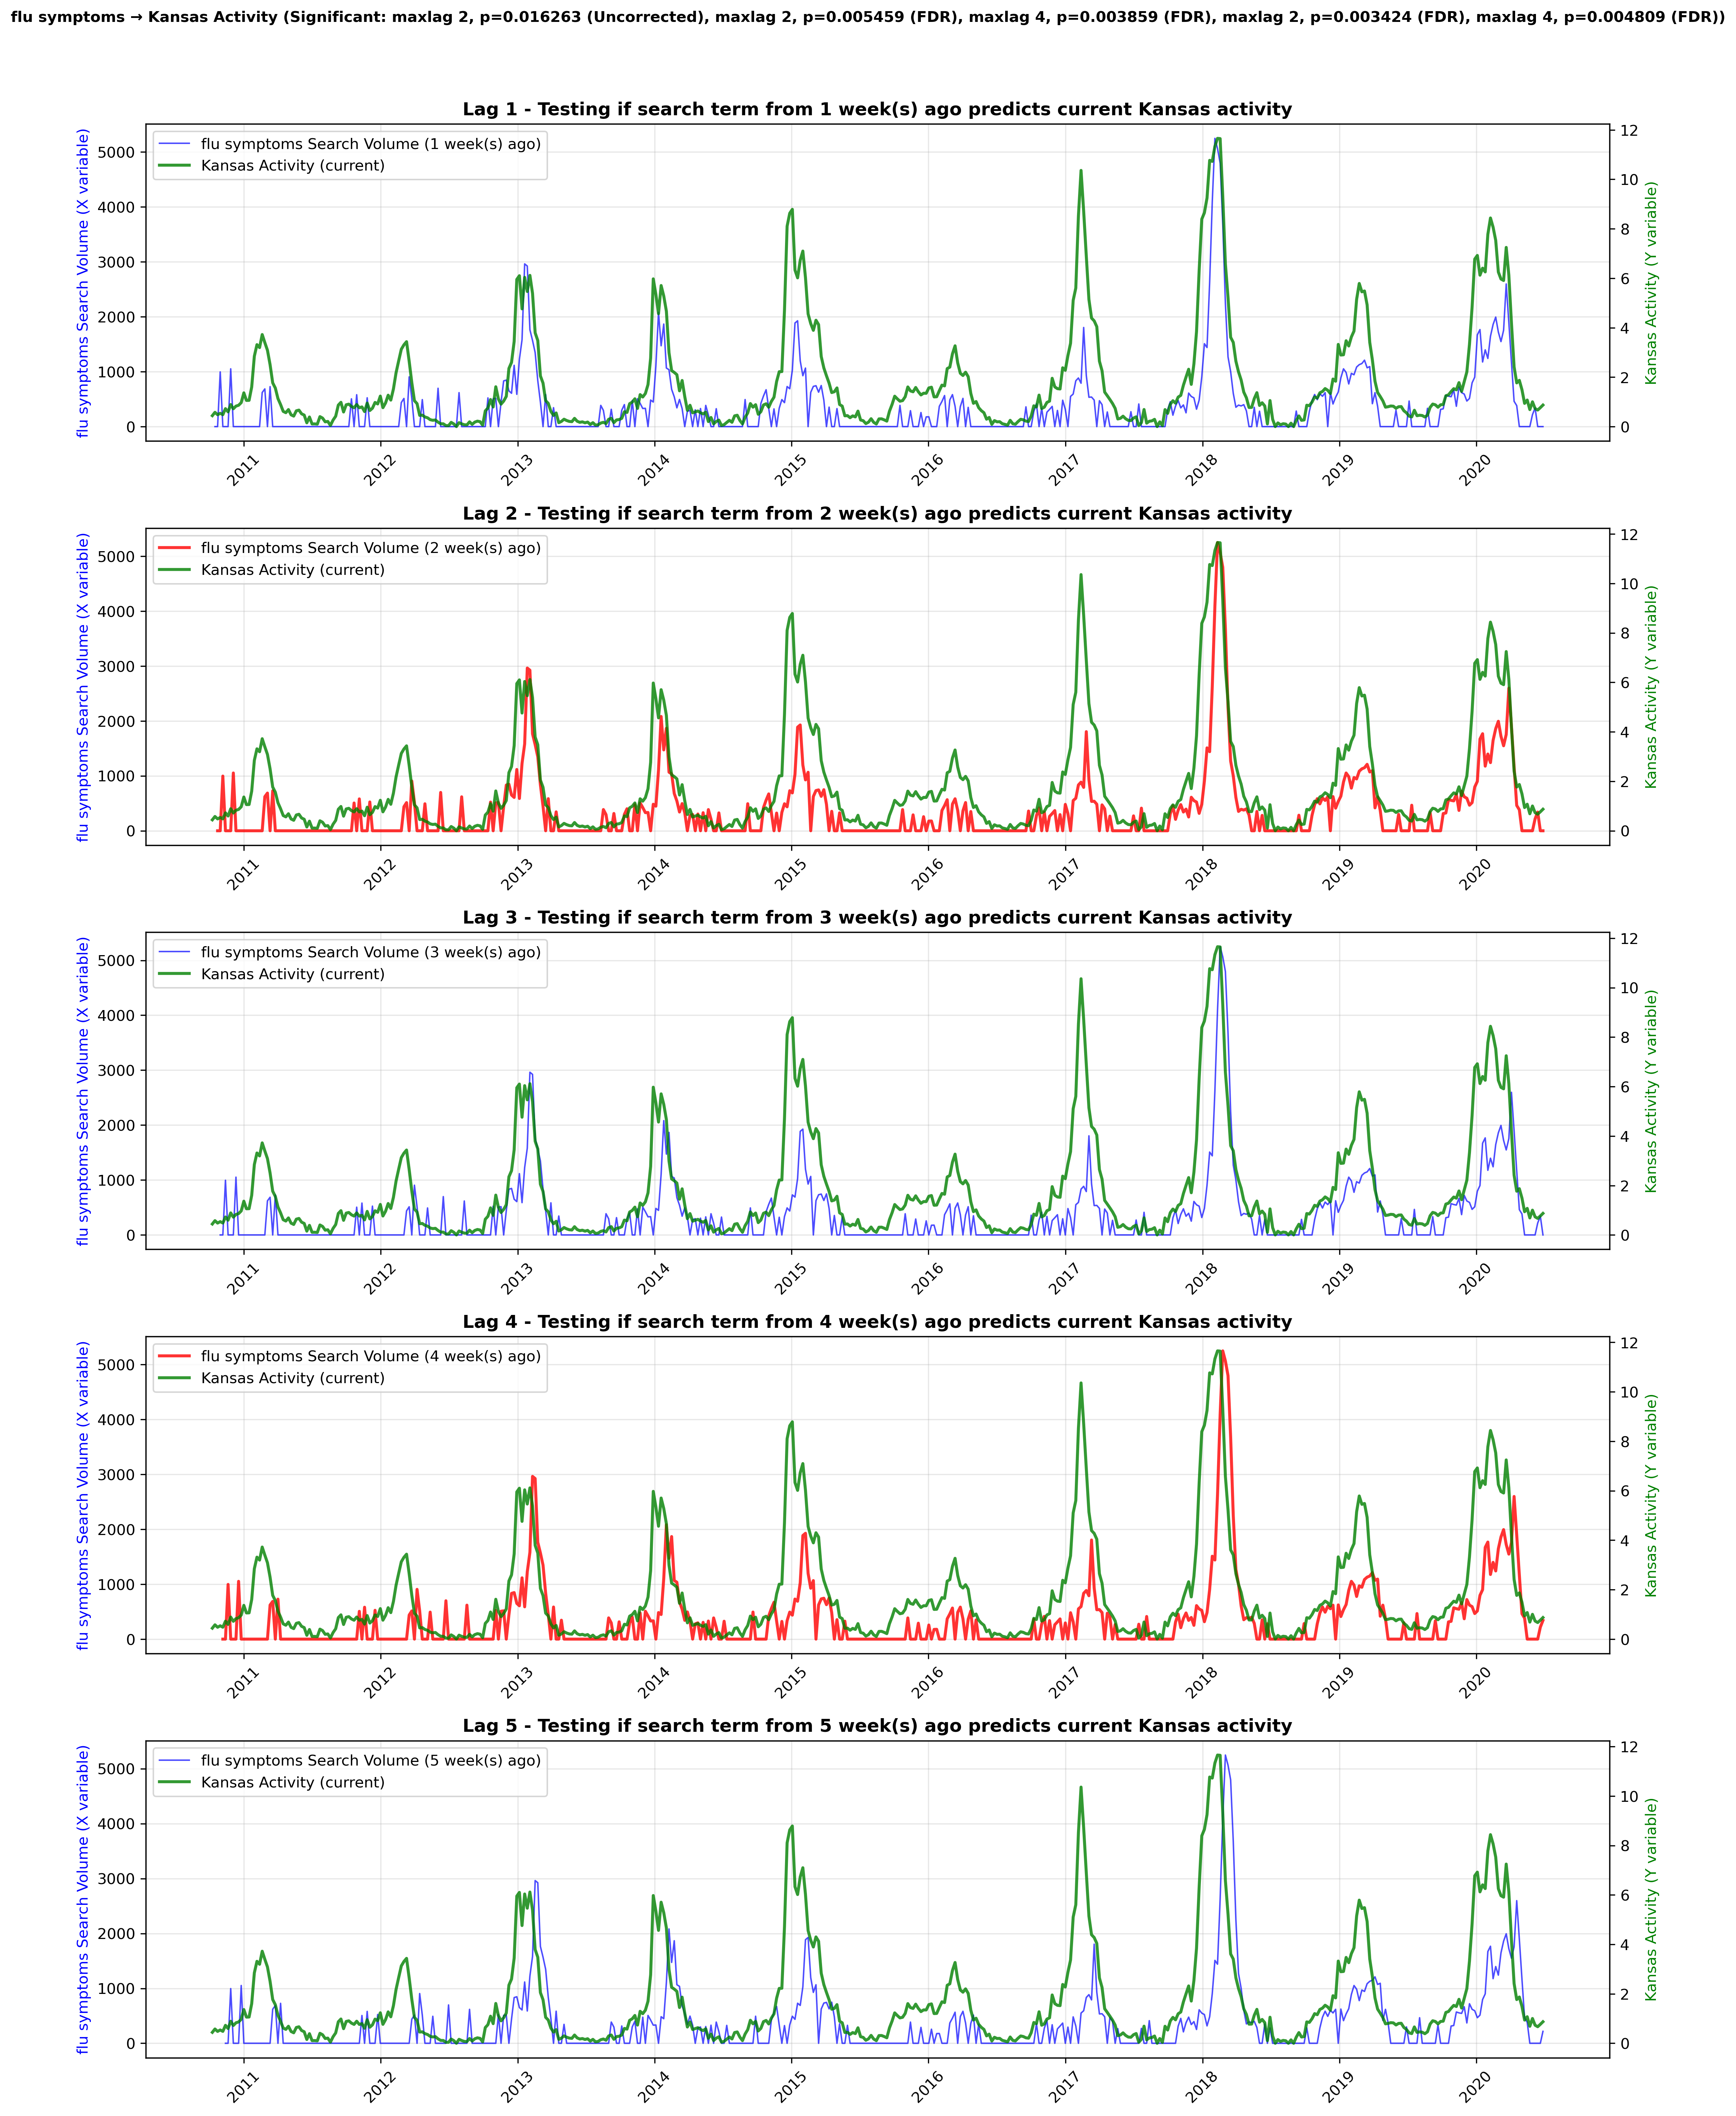 flu symptoms → Kansas Activity (Significant: maxlag 2, p=0.016263 (Uncorrected), maxlag 2, p=0.005459 (FDR), maxlag 4, p=0.003859 (FDR), maxlag 2, p=0.003424 (FDR), maxlag 4, p=0.004809 (FDR))
Lag 1 - Testing if search term from 1 week(s) ago predicts current Kansas activity
flu symptoms Search Volume (1 week(s) ago)
Kansas Activity (current)
flu symptoms Search Volume (X variable)
5000
4000
3000
2000
1000
0
12
10
8
6
4
2
0
Kansas Activity (Y variable)
2011 2012 2013 2014 2015 2016 2017 2018 2019 2020
Lag 2 - Testing if search term from 2 week(s) ago predicts current Kansas activity
flu symptoms Search Volume (2 week(s) ago)
Kansas Activity (current)
flu symptoms Search Volume (X variable)
5000
4000
3000
2000
1000
0
12
10
8
6
4
2
0
Kansas Activity (Y variable)
2011 2012 2013 2014 2015 2016 2017 2018 2019 2020
Lag 3 - Testing if search term from 3 week(s) ago predicts current Kansas activity
flu symptoms Search Volume (3 week(s) ago)
Kansas Activity (current)
flu symptoms Search Volume (X variable)
5000
4000
3000
2000
1000
0
12
10
8
6
4
2
0
Kansas Activity (Y variable)
2011 2012 2013 2014 2015 2016 2017 2018 2019 2020
Lag 4 - Testing if search term from 4 week(s) ago predicts current Kansas activity
flu symptoms Search Volume (4 week(s) ago)
Kansas Activity (current)
flu symptoms Search Volume (X variable)
5000
4000
3000
2000
1000
0
12
10
8
6
4
2
0
Kansas Activity (Y variable)
2011 2012 2013 2014 2015 2016 2017 2018 2019 2020
Lag 5 - Testing if search term from 5 week(s) ago predicts current Kansas activity
flu symptoms Search Volume (5 week(s) ago)
Kansas Activity (current)
flu symptoms Search Volume (X variable)
5000
4000
3000
2000
1000
0
12
10
8
6
4
2
0
Kansas Activity (Y variable)
2011 2012 2013 2014 2015 2016 2017 2018 2019 2020